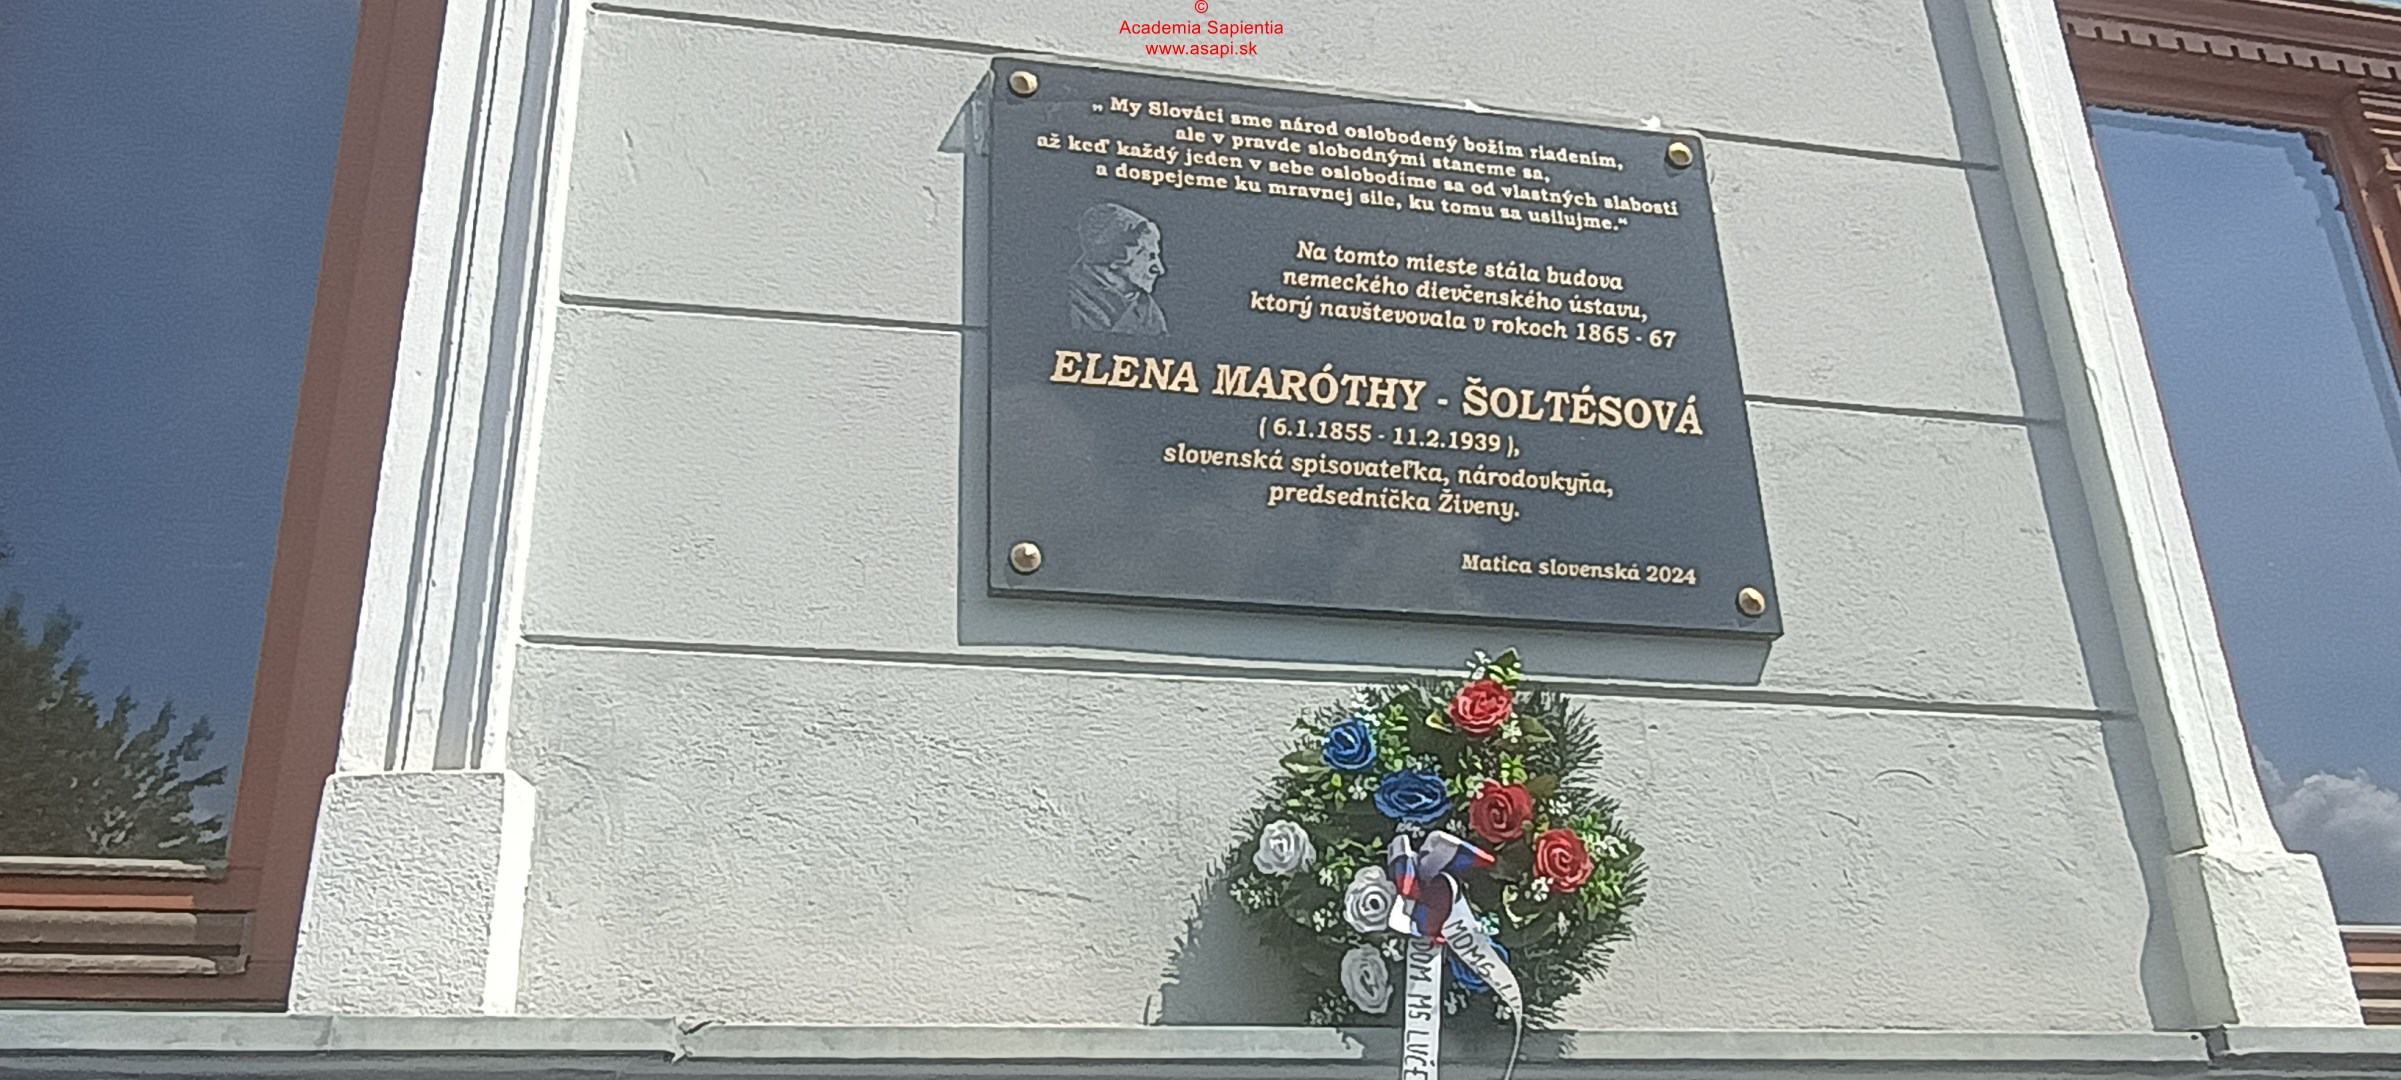 ©
Academia Sapientia
www.asapi.sk
„ My Slováci sme národ oslobodený božím riadením,
ale v pravde slobodnými staneme sa,
až keď každý jeden v sebe oslobodíme sa od vlastných slabostí
a dospejeme ku mravnej sile, ku tomu sa usilujme.“
Na tomto mieste stála budova
nemeckého dievčenského ústavu,
ktorý navštevovala v rokoch 1865 - 67
ELENA MARÓTHY - ŠOLTÉSOVÁ
( 6.1.1855 - 11.2.1939 ),
slovenská spisovateľka, národovkyňa,
predsedníčka Živeny.
Matica slovenská 2024
DOM MS LUČE